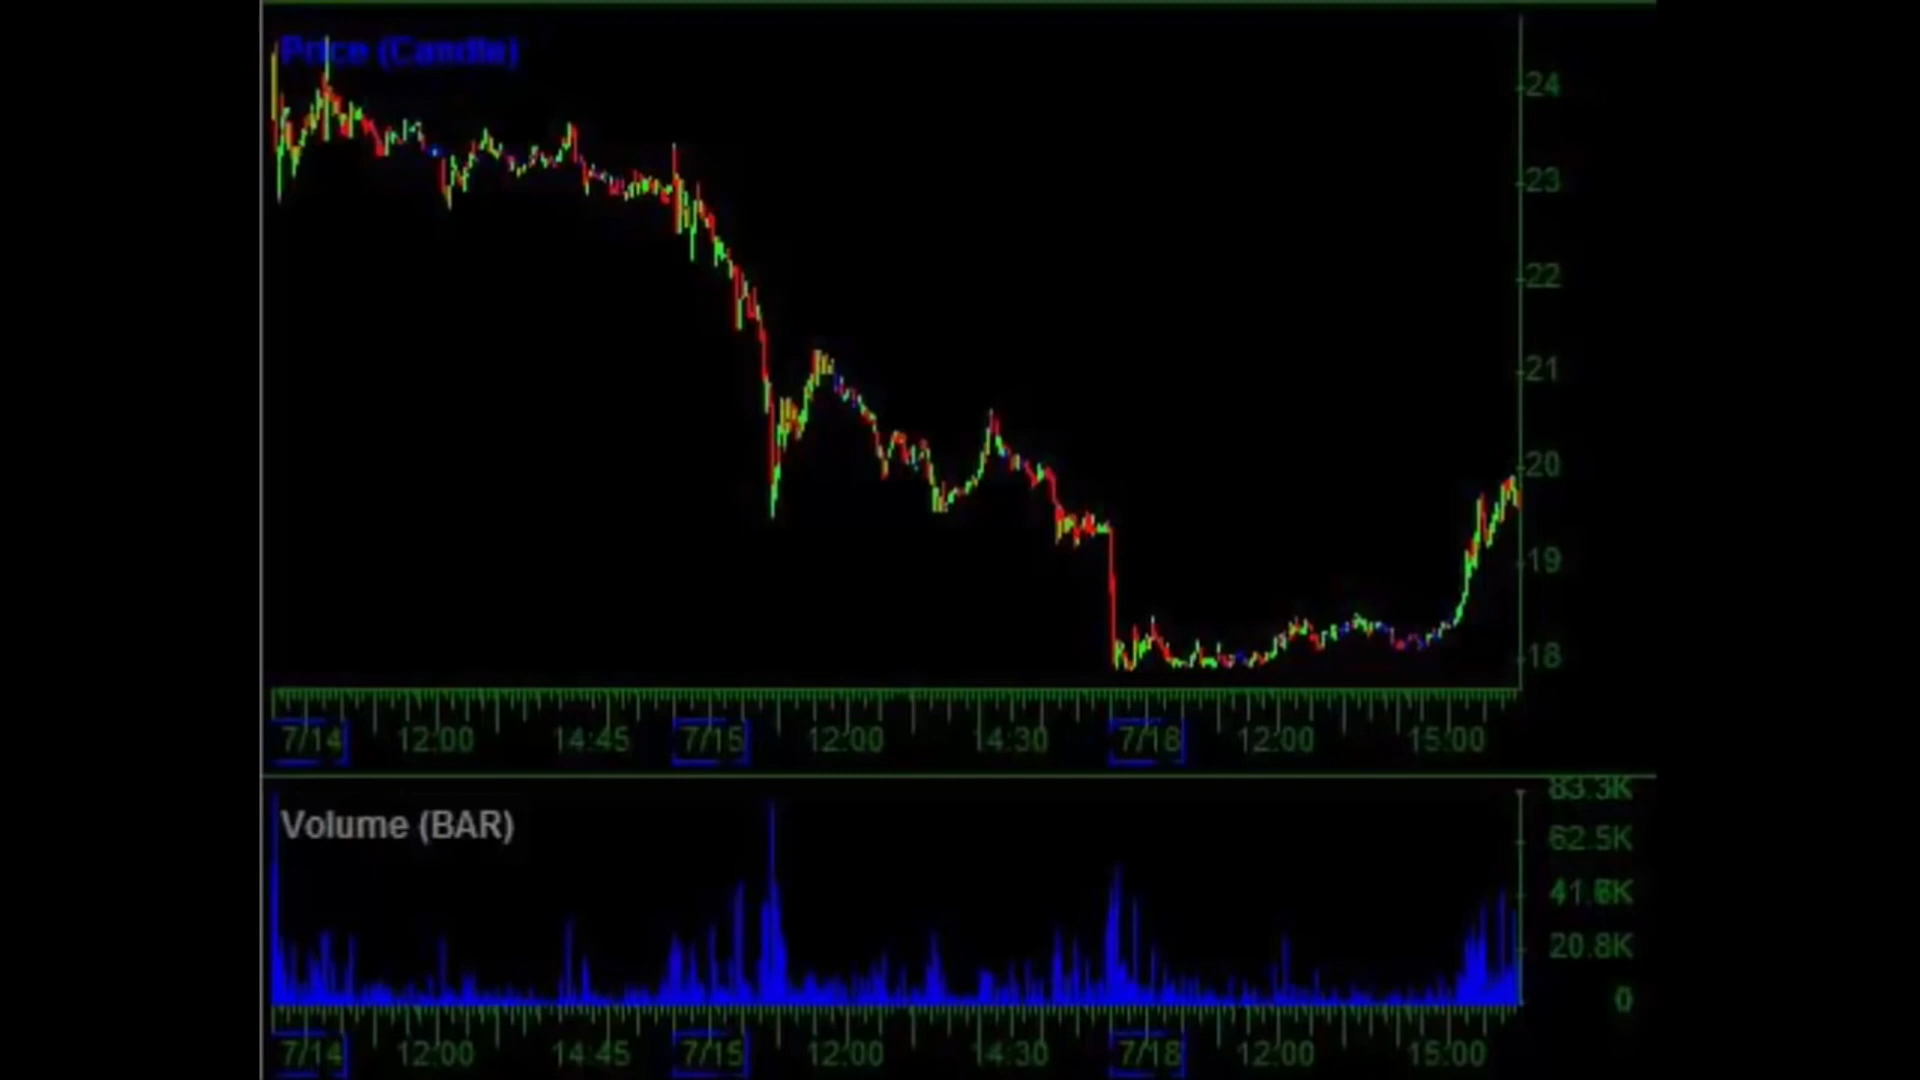 Price (Candle)
24
23
22
21
20
19
18
7/14 12:00 14:45 7/15 12:00 14:30 7/18 12:00 15:00
83.3K
Volume (BAR)
62.5K
41.6K
20.8K
0
7/14 12:00 14:45 7/15 12:00 14:30 7/18 12:00 15:00